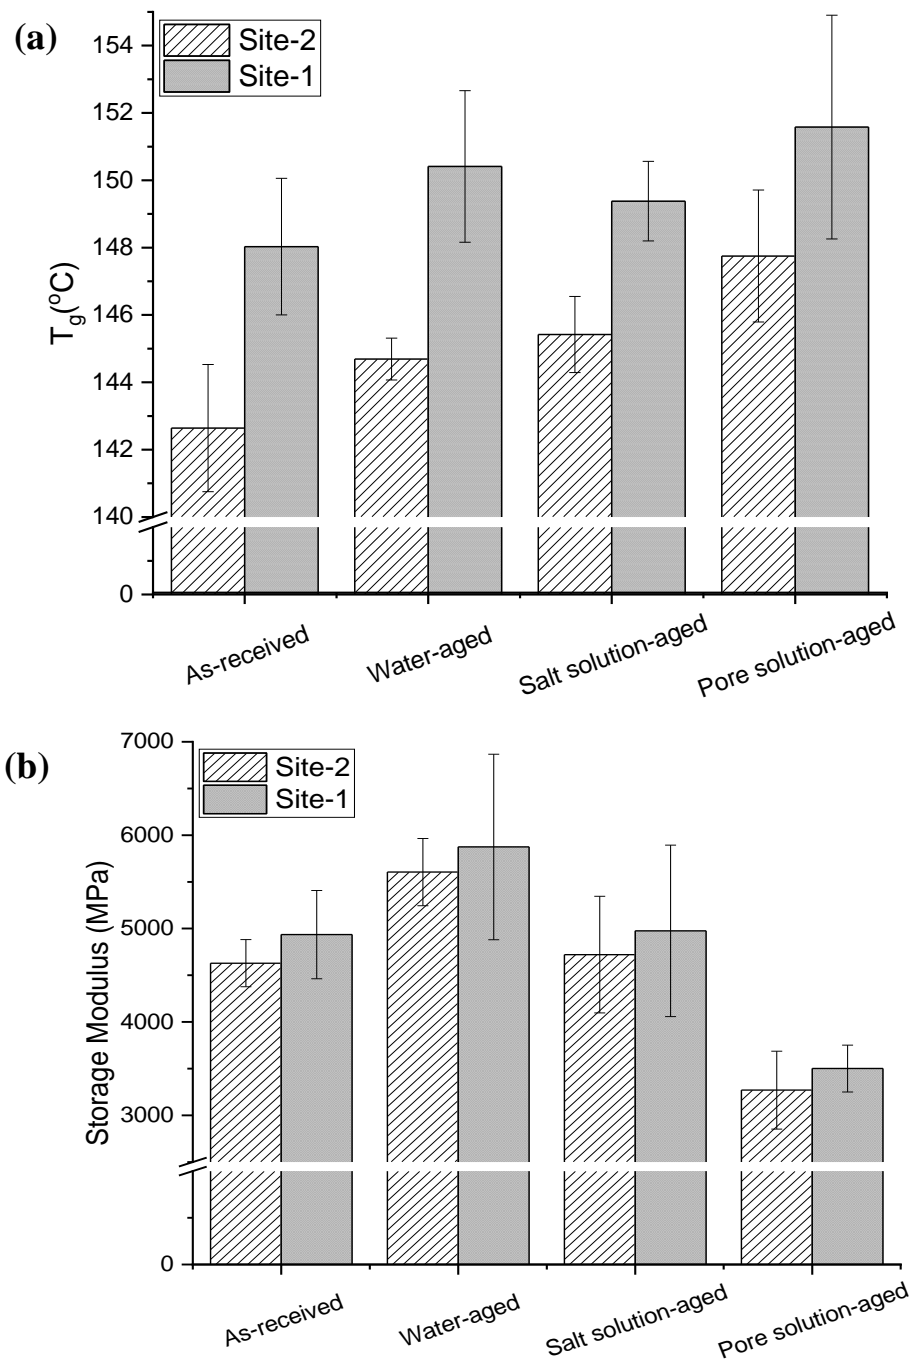 (a)
Site-2
Site-1
154
152
150
148
146
144
142
140
0
Tg(°C)
As-received
Water-aged
Salt solution-aged
Pore solution-aged
(b)
Site-2
Site-1
7000
6000
5000
4000
3000
0
Storage Modulus (MPa)
As-received
Water-aged
Salt solution-aged
Pore solution-aged